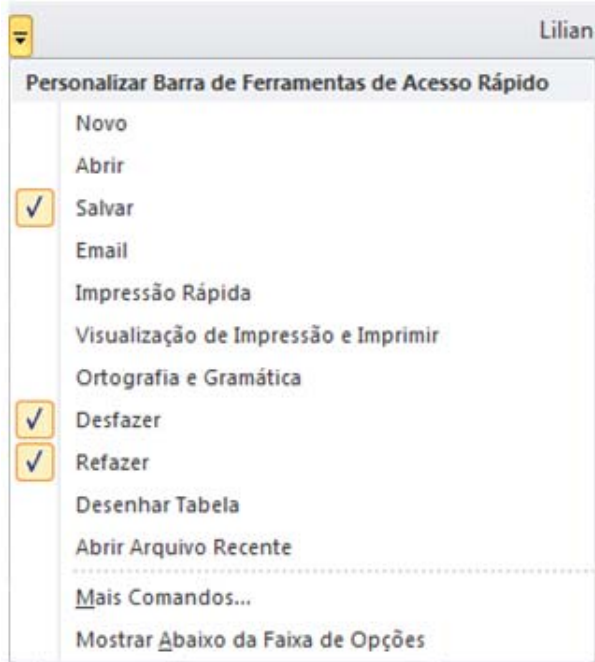 Lilian
Personalizar Barra de Ferramentas de Acesso Rápido
Novo
Abrir
Salvar
Email
Impressão Rápida
Visualização de Impressão e Imprimir
Ortografia e Gramática
Desfazer
Refazer
Desenhar Tabela
Abrir Arquivo Recente
Mais Comandos...
Mostrar Abaixo da Faixa de Opções